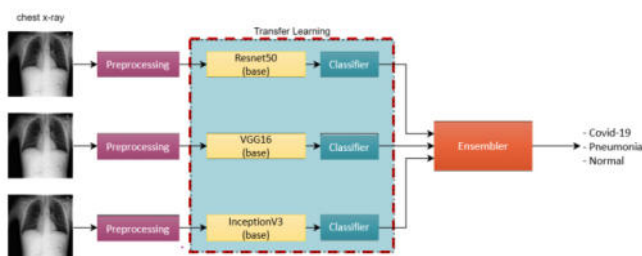 chest x-ray
Transfer Learning
Preprocessing
Resnet50
(base)
Classifier
Preprocessing
VGG16
(base)
Classifier
Ensembler
- Covid-19
- Pneumonia
- Normal
Preprocessing
InceptionV3
(base)
Classifier